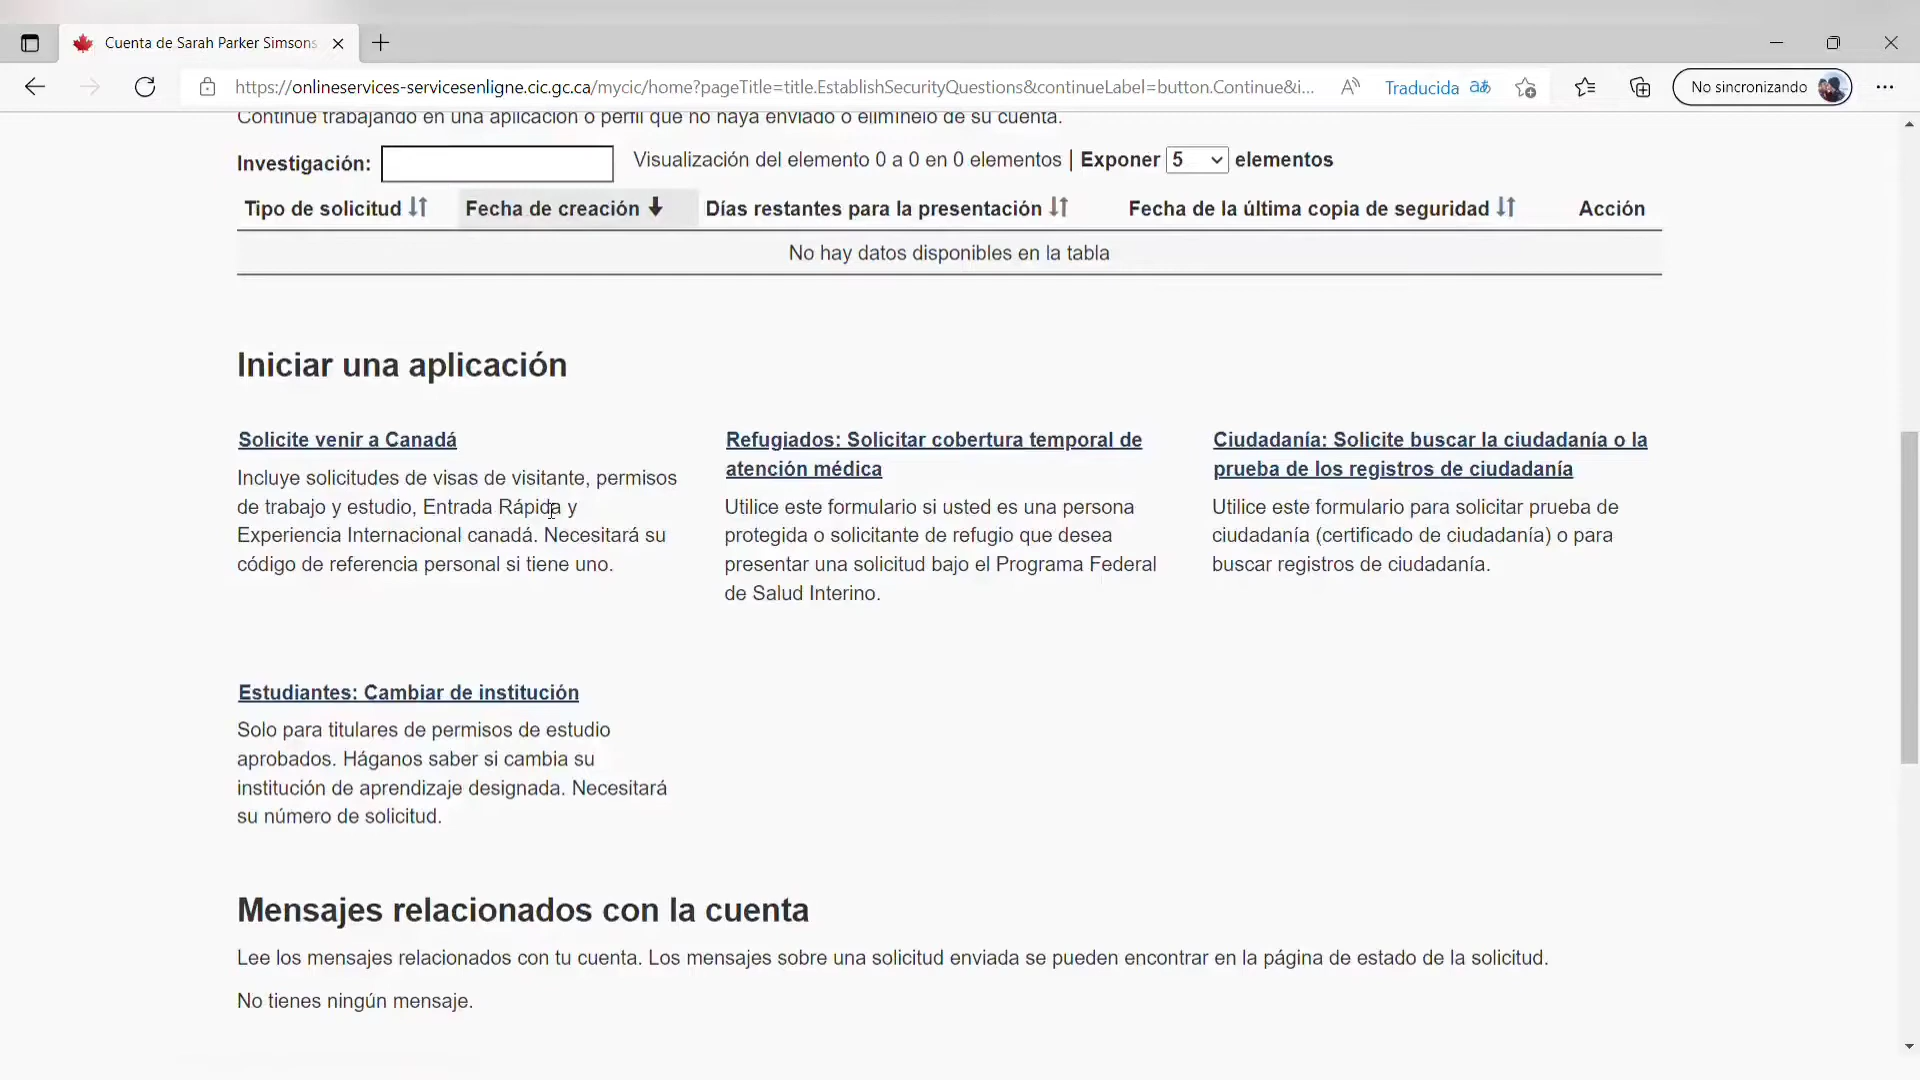 Cuenta de Sarah Parker Simsons
https://onlineservices-servicesenligne.cic.gc.ca/mycic/home?pageTitle=title.EstablishSecurityQuestions&continueLabel=button.Continue&i...
Traducida
No sincronizando
Continúe trabajando en una aplicación o perfil que no haya enviado o elimínelo de su cuenta.
Investigación:
Visualización del elemento 0 a 0 en 0 elementos | Exponer 5 elementos
Tipo de solicitud Fecha de creación Días restantes para la presentación Fecha de la última copia de seguridad Acción
No hay datos disponibles en la tabla
Iniciar una aplicación
Solicite venir a Canadá
Incluye solicitudes de visas de visitante, permisos
de trabajo y estudio, Entrada Rápida y
Experiencia Internacional canadá. Necesitará su
código de referencia personal si tiene uno.
Refugiados: Solicitar cobertura temporal de
atención médica
Utilice este formulario si usted es una persona
protegida o solicitante de refugio que desea
presentar una solicitud bajo el Programa Federal
de Salud Interino.
Ciudadanía: Solicite buscar la ciudadanía o la
prueba de los registros de ciudadanía
Utilice este formulario para solicitar prueba de
ciudadanía (certificado de ciudadanía) o para
buscar registros de ciudadanía.
Estudiantes: Cambiar de institución
Solo para titulares de permisos de estudio
aprobados. Háganos saber si cambia su
institución de aprendizaje designada. Necesitará
su número de solicitud.
Mensajes relacionados con la cuenta
Lee los mensajes relacionados con tu cuenta. Los mensajes sobre una solicitud enviada se pueden encontrar en la página de estado de la solicitud.
No tienes ningún mensaje.